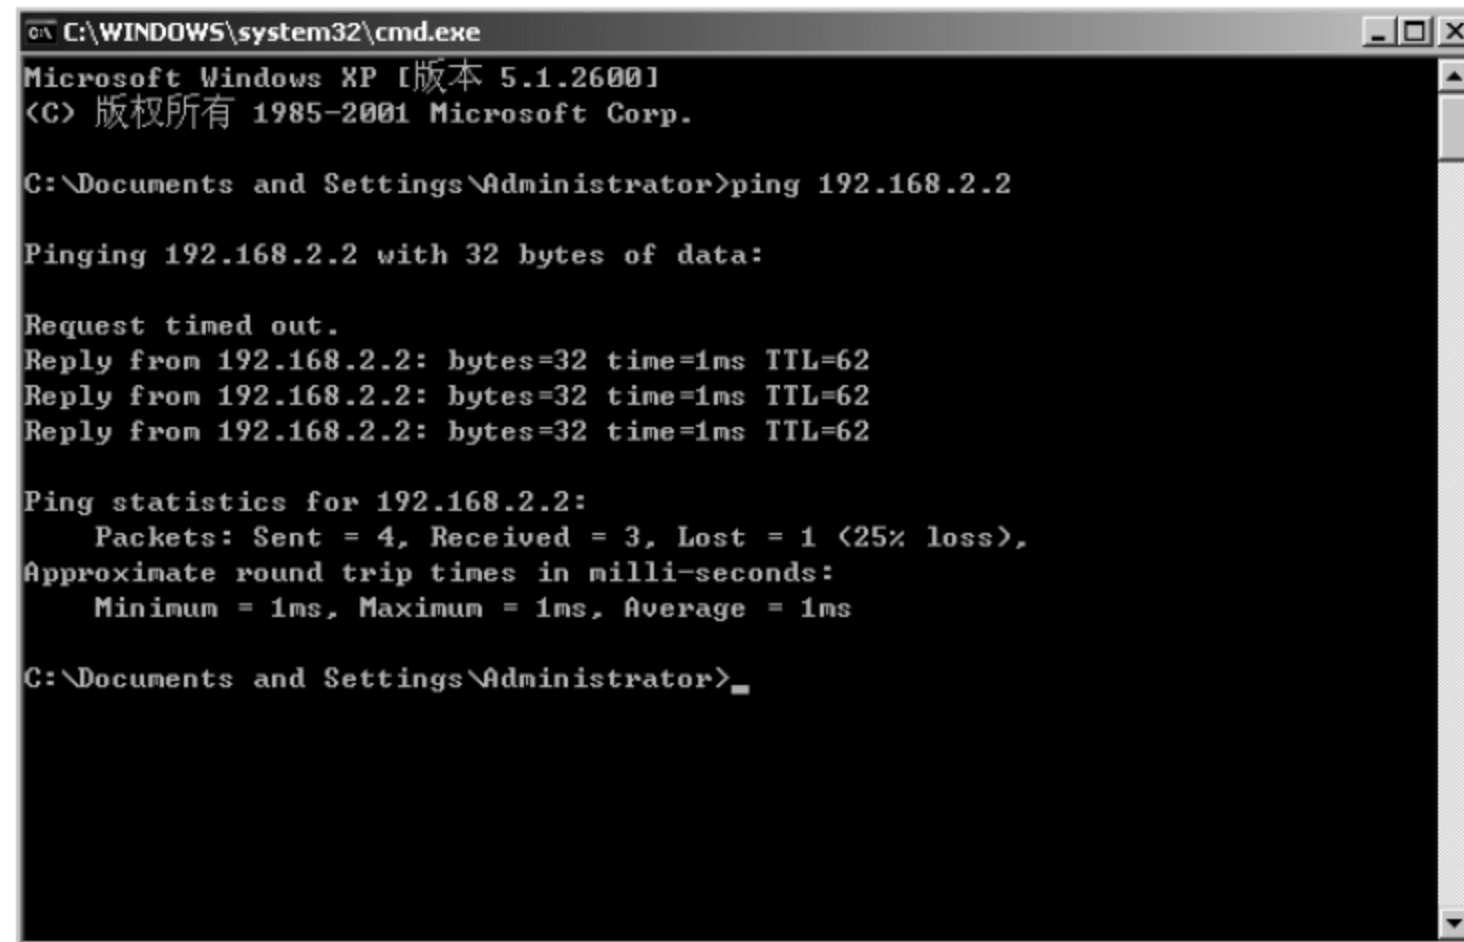 C:\WINDOWS\system32\cmd.exe
Microsoft Windows XP [版本 5.1.2600]
(C) 版权所有 1985-2001 Microsoft Corp.
C:\Documents and Settings\Administrator>ping 192.168.2.2
Pinging 192.168.2.2 with 32 bytes of data:
Request timed out.
Reply from 192.168.2.2: bytes=32 time=1ms TTL=62
Reply from 192.168.2.2: bytes=32 time=1ms TTL=62
Reply from 192.168.2.2: bytes=32 time=1ms TTL=62
Ping statistics for 192.168.2.2:
    Packets: Sent = 4, Received = 3, Lost = 1 (25% loss),
Approximate round trip times in milli-seconds:
    Minimum = 1ms, Maximum = 1ms, Average = 1ms
C:\Documents and Settings\Administrator>_